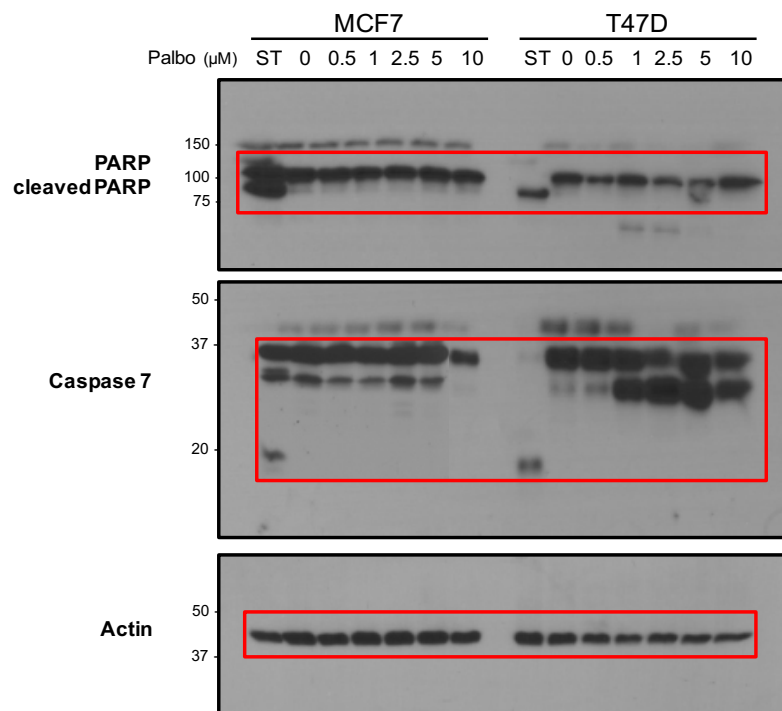 MCF7 T47D
Palbo (µM) ST 0 0.5 1 2.5 5 10 ST 0 0.5 1 2.5 5 10
150
PARP
100
cleaved PARP
75
50
37
Caspase 7
20
50
Actin
37